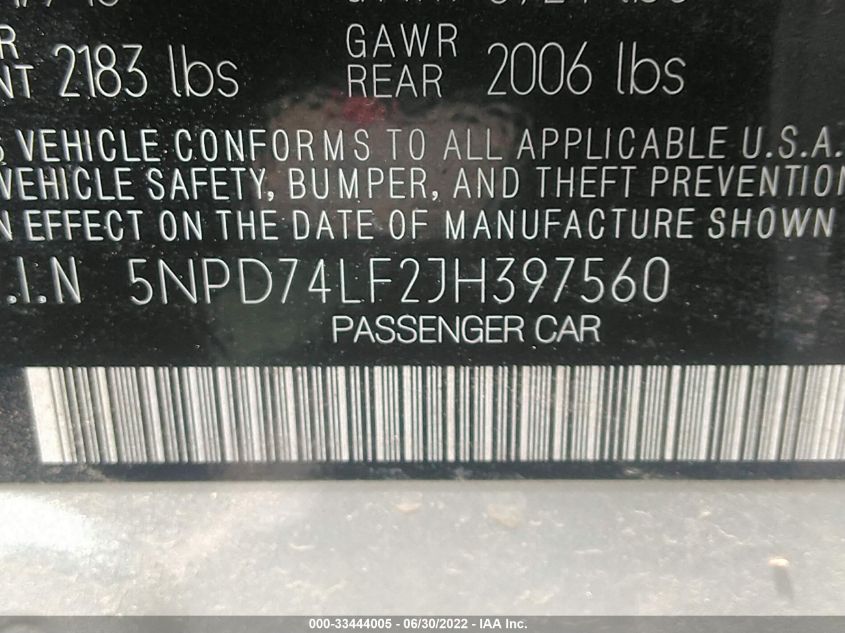 2183 lbs GAWR REAR 2006 lbs
VEHICLE CONFORMS TO ALL APPLICABLE U.S.A.
VEHICLE SAFETY, BUMPER, AND THEFT PREVENTION
EFFECT ON THE DATE OF MANUFACTURE SHOWN
.I.N 5NPD74LF2JH397560
PASSENGER CAR
000-33444005 - 06/30/2022 - IAA Inc.